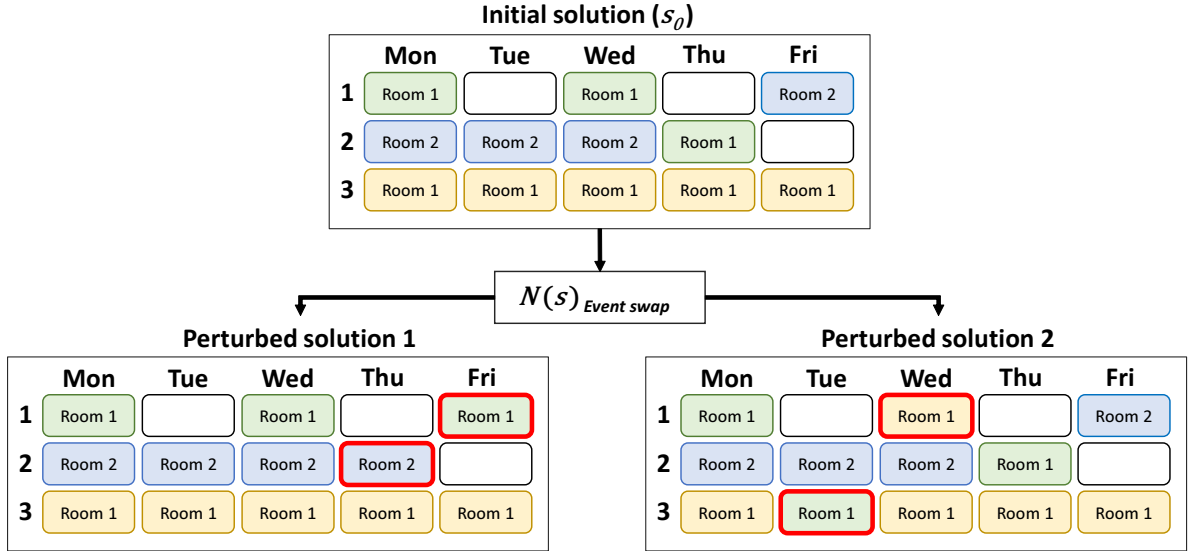 Initial solution (s₀)
Mon Tue Wed Thu Fri
1 Room 1 Room 1 Room 2
2 Room 2 Room 2 Room 2 Room 1
3 Room 1 Room 1 Room 1 Room 1 Room 1
N(s) Event swap
Perturbed solution 1
Mon Tue Wed Thu Fri
1 Room 1 Room 1 Room 1
2 Room 2 Room 2 Room 2 Room 2
3 Room 1 Room 1 Room 1 Room 1 Room 1
Perturbed solution 2
Mon Tue Wed Thu Fri
1 Room 1 Room 1 Room 2
2 Room 2 Room 2 Room 2 Room 1
3 Room 1 Room 1 Room 1 Room 1 Room 1